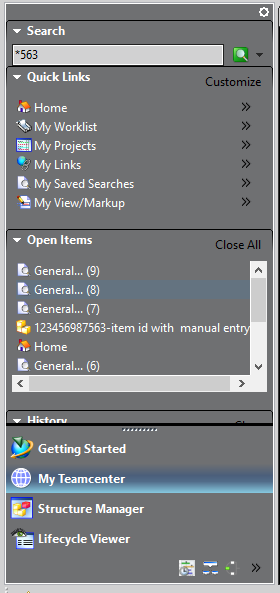 Search
*563
Quick Links Customize
Home
My Worklist
My Projects
My Links
My Saved Searches
My View/Markup
Open Items Close All
General... (9)
General... (8)
General... (7)
123456987563-item id with manual entry
Home
General... (6)
History
Getting Started
My Teamcenter
Structure Manager
Lifecycle Viewer